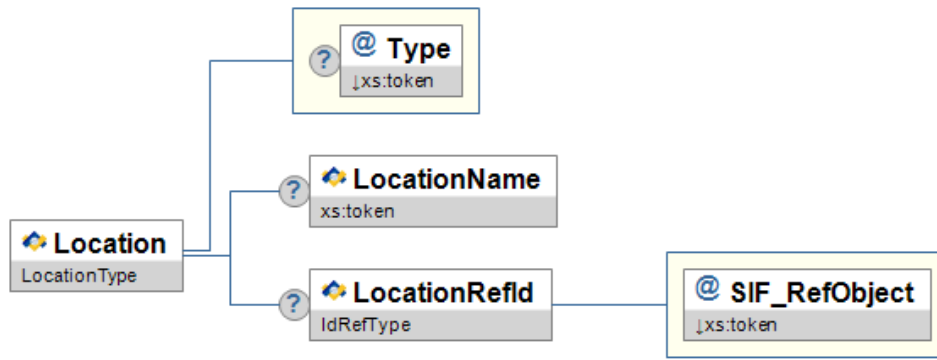 ? @ Type
↓xs:token
? LocationName
xs:token
Location
LocationType
? LocationRefId
IdRefType
@ SIF_RefObject
↓xs:token